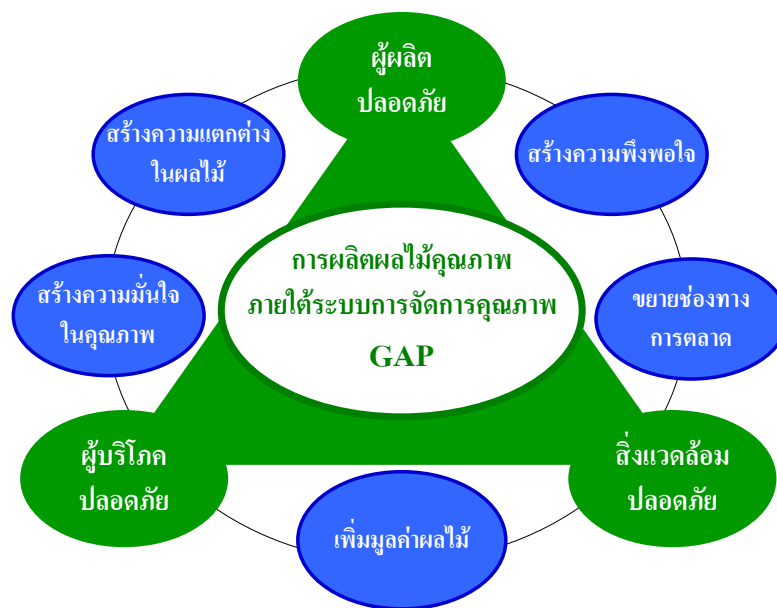 ผู้ผลิต
ปลอดภัย
สร้างความแตกต่าง
ในผลไม้
สร้างความพึงพอใจ
การผลิตผลไม้คุณภาพ
ภายใต้ระบบการจัดการคุณภาพ
GAP
สร้างความมั่นใจ
ในคุณภาพ
ขยายช่องทาง
การตลาด
ผู้บริโภค
ปลอดภัย
สิ่งแวดล้อม
ปลอดภัย
เพิ่มมูลค่าผลไม้